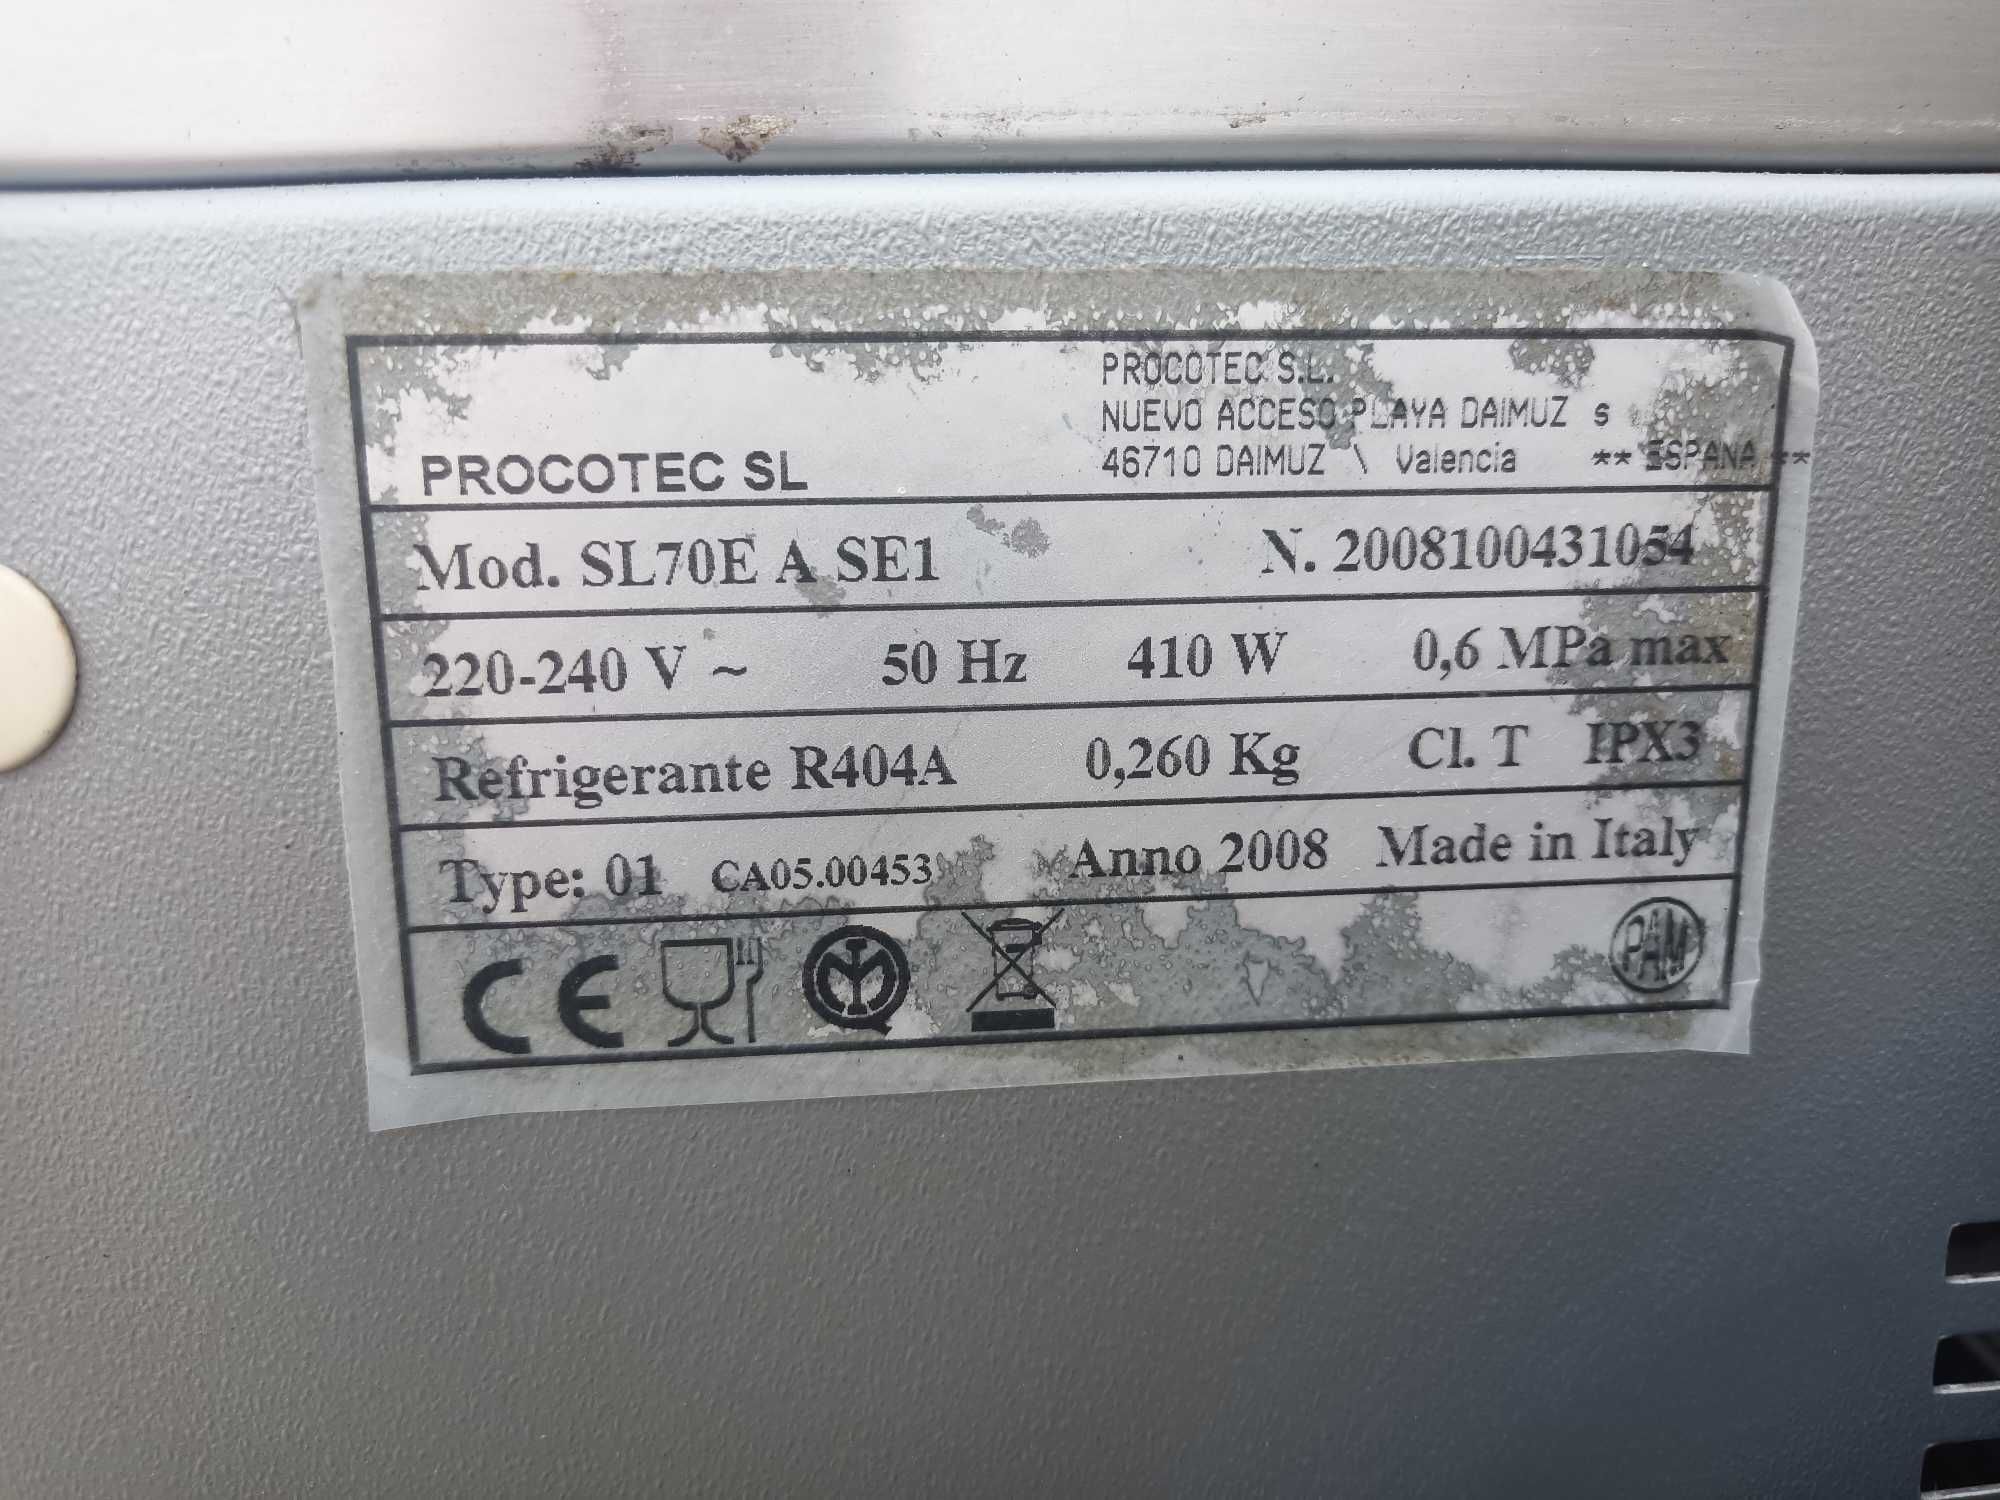 PROCOTEC S.L.
NUEVO ACCESO PLAYA DAIMUZ s
46710 DAIMUZ \ Valencia ** ESPANA **
PROCOTEC SL
Mod. SL70E A SE1 N. 2008100431054
220-240 V ~ 50 Hz 410 W 0,6 MPa max
Refrigerante R404A 0,260 Kg Cl. T IPX3
Type: 01 CA05.00453 Anno 2008 Made in Italy
CE PAM